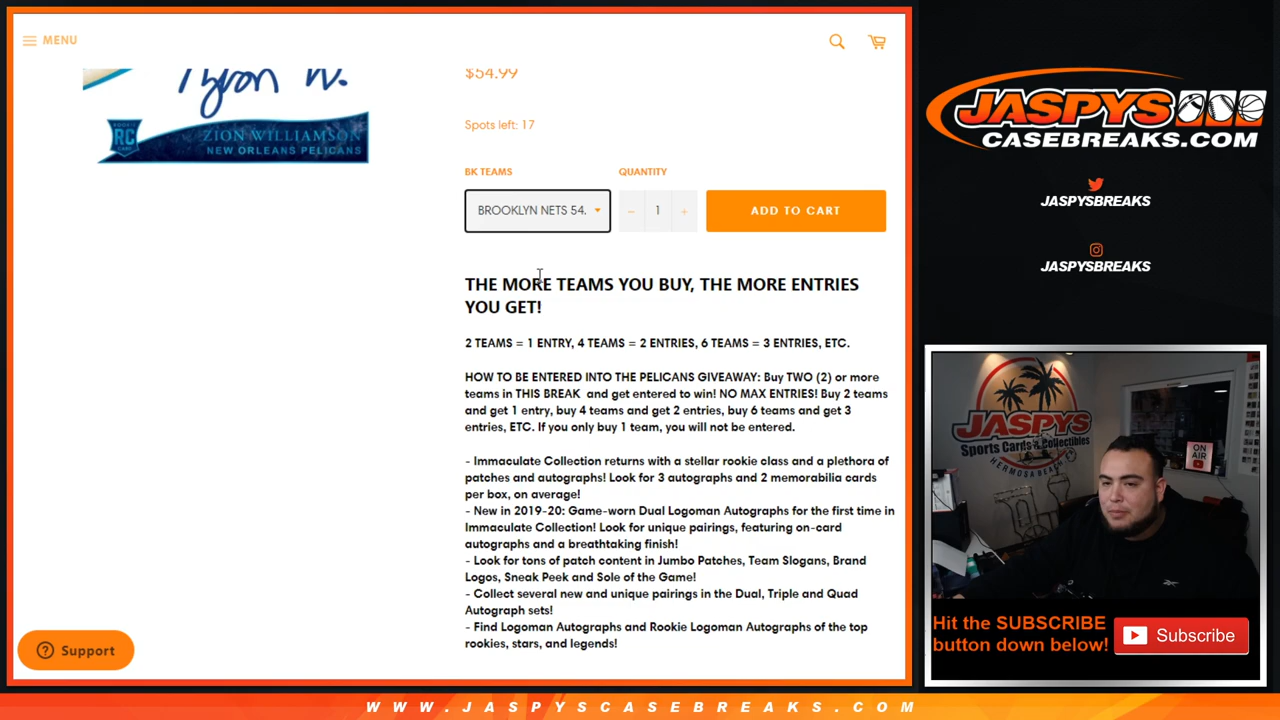 MENU
$54.99
Tyron W.
RC
ZION WILLIAMSON
NEW ORLEANS PELICANS
Spots left: 17
BK TEAMS
QUANTITY
BROOKLYN NETS 54.
− 1 +
ADD TO CART
THE MORE TEAMS YOU BUY, THE MORE ENTRIES
YOU GET!
2 TEAMS = 1 ENTRY, 4 TEAMS = 2 ENTRIES, 6 TEAMS = 3 ENTRIES, ETC.
HOW TO BE ENTERED INTO THE PELICANS GIVEAWAY: Buy TWO (2) or more
teams in THIS BREAK and get entered to win! NO MAX ENTRIES! Buy 2 teams
and get 1 entry, buy 4 teams and get 2 entries, buy 6 teams and get 3
entries, ETC. If you only buy 1 team, you will not be entered.
- Immaculate Collection returns with a stellar rookie class and a plethora of
patches and autographs! Look for 3 autographs and 2 memorabilia cards
per box, on average!
- New in 2019-20: Game-worn Dual Logoman Autographs for the first time in
Immaculate Collection! Look for unique pairings, featuring on-card
autographs and a breathtaking finish!
- Look for tons of patch content in Jumbo Patches, Team Slogans, Brand
Logos, Sneak Peek and Sole of the Game!
- Collect several new and unique pairings in the Dual, Triple and Quad
Autograph sets!
- Find Logoman Autographs and Rookie Logoman Autographs of the top
rookies, stars, and legends!
Support
JASPYS
CASEBREAKS.COM
JASPYSBREAKS
JASPYSBREAKS
JASPYS
Sports Cards & Collectibles
HERMOSA BEACH
ON
AIR
Hit the SUBSCRIBE
button down below!
Subscribe
WWW.JASPYSCASEBREAKS.COM